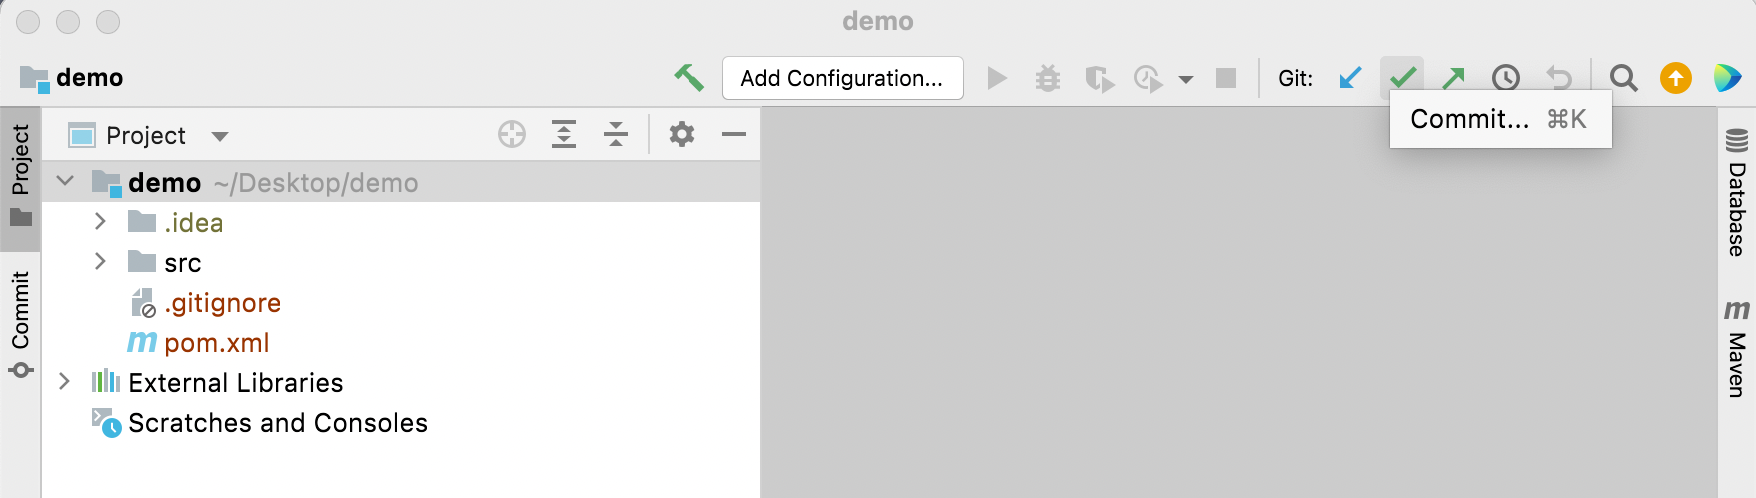 demo
demo
Add Configuration...
Git:
Commit... ⌘K
Project
Commit
Project
demo ~/Desktop/demo
.idea
src
.gitignore
m pom.xml
External Libraries
Scratches and Consoles
Database
m Maven